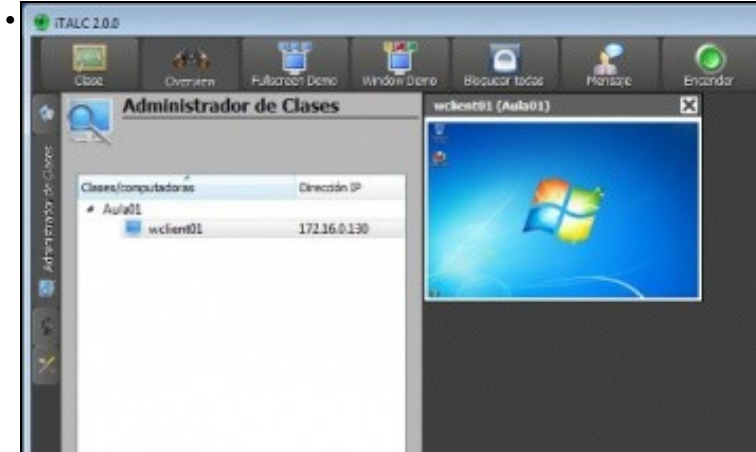 iTALC 2.0.0
Clase
Overview
Fullscreen Demo
Window Demo
Bloquear todas
Mensaje
Encender
Administrador de Clases
Administrador de Clases
Clases/computadoras
Dirección IP
Aula01
wclient01
172.16.0.130
wclient01 (Aula01)